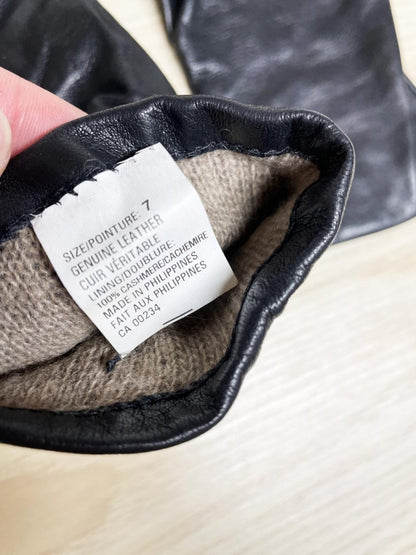 SIZE/POINTURE: 7
GENUINE LEATHER
CUIR VÉRITABLE
LINING/DOUBLURE:
100% CASHMERE/CACHEMIRE
MADE IN PHILIPPINES
FAIT AUX PHILIPPINES
CA 00234